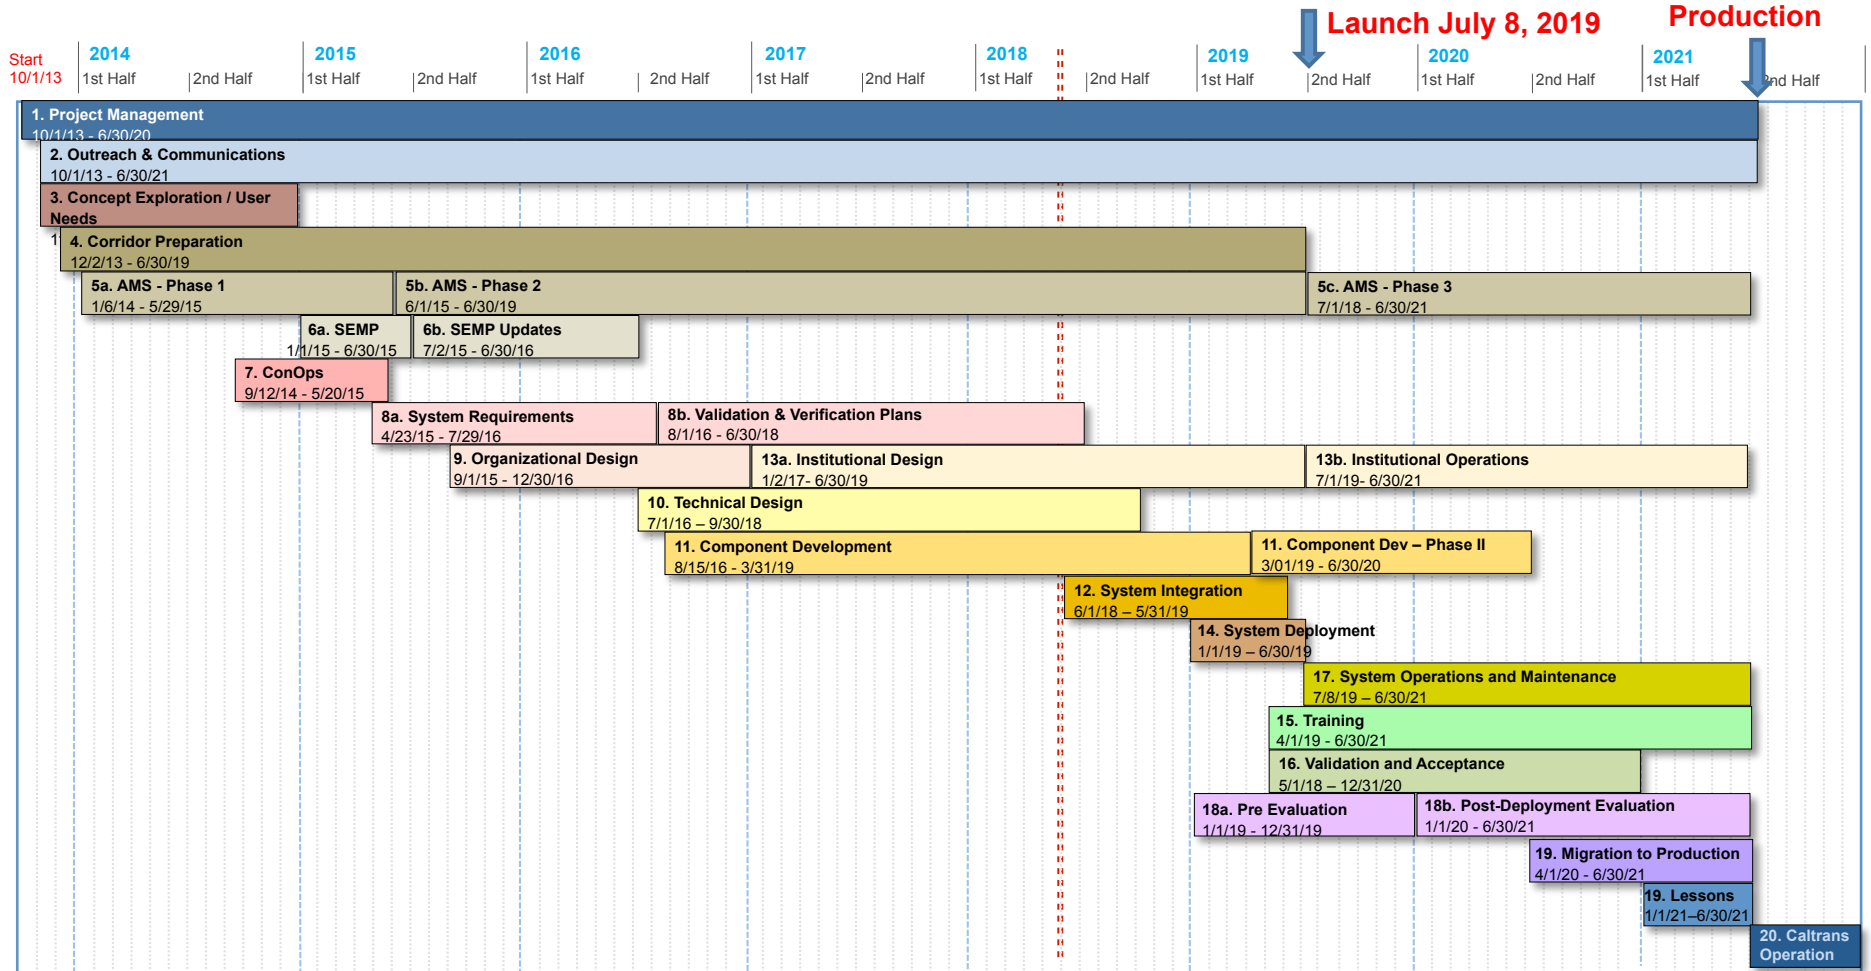 Launch July 8, 2019
Production
Start
10/1/13
2014
2015
2016
2017
2018
2019
2020
2021
1st Half
2nd Half
1st Half
2nd Half
1st Half
2nd Half
1st Half
2nd Half
1st Half
2nd Half
1st Half
2nd Half
1st Half
2nd Half
1st Half
2nd Half
1. Project Management
10/1/13 - 6/30/20
2. Outreach & Communications
10/1/13 - 6/30/21
3. Concept Exploration / User
Needs
4. Corridor Preparation
12/2/13 - 6/30/19
5a. AMS - Phase 1
1/6/14 - 5/29/15
5b. AMS - Phase 2
6/1/15 - 6/30/19
5c. AMS - Phase 3
7/1/18 - 6/30/21
6a. SEMP
1/1/15 - 6/30/15
6b. SEMP Updates
7/2/15 - 6/30/16
7. ConOps
9/12/14 - 5/20/15
8a. System Requirements
4/23/15 - 7/29/16
8b. Validation & Verification Plans
8/1/16 - 6/30/18
9. Organizational Design
9/1/15 - 12/30/16
13a. Institutional Design
1/2/17- 6/30/19
13b. Institutional Operations
7/1/19- 6/30/21
10. Technical Design
7/1/16 – 9/30/18
11. Component Development
8/15/16 - 3/31/19
11. Component Dev – Phase II
3/01/19 - 6/30/20
12. System Integration
6/1/18 – 5/31/19
14. System Deployment
1/1/19 – 6/30/19
17. System Operations and Maintenance
7/8/19 – 6/30/21
15. Training
4/1/19 - 6/30/21
16. Validation and Acceptance
5/1/18 – 12/31/20
18a. Pre Evaluation
1/1/19 - 12/31/19
18b. Post-Deployment Evaluation
1/1/20 - 6/30/21
19. Migration to Production
4/1/20 - 6/30/21
19. Lessons
1/1/21–6/30/21
20. Caltrans
Operation